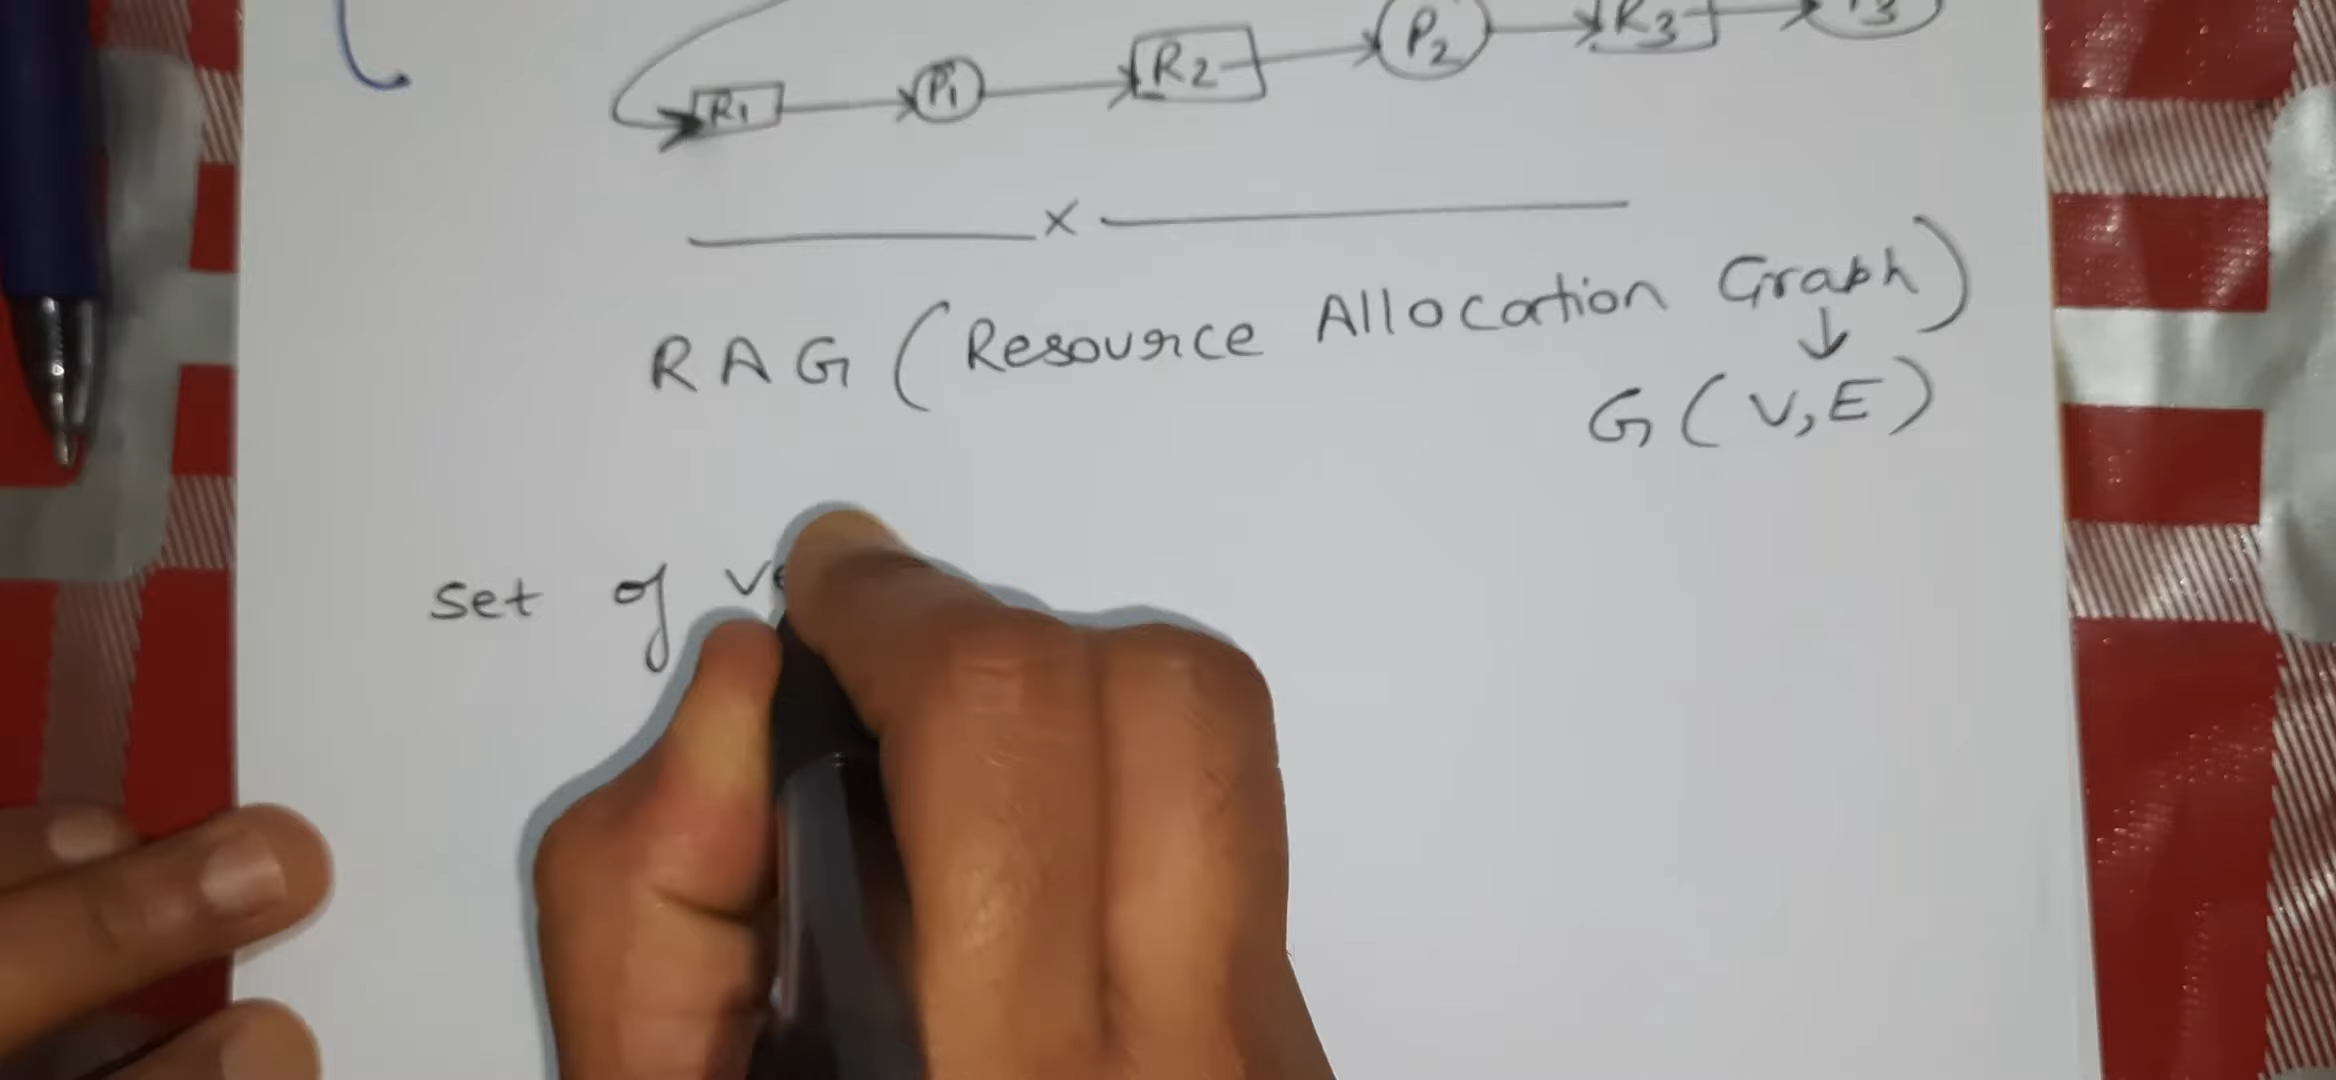 R1 P1 R2 P2 R3
X
RAG (Resource Allocation Graph)
G(V,E)
set of